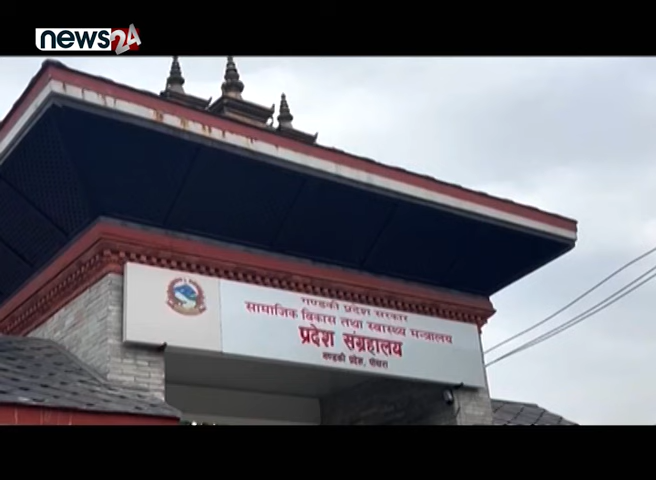 news24
गण्डकी प्रदेश सरकार
सामाजिक विकास तथा स्वास्थ्य मन्त्रालय
प्रदेश संग्रहालय
गण्डकी प्रदेश, पोखरा